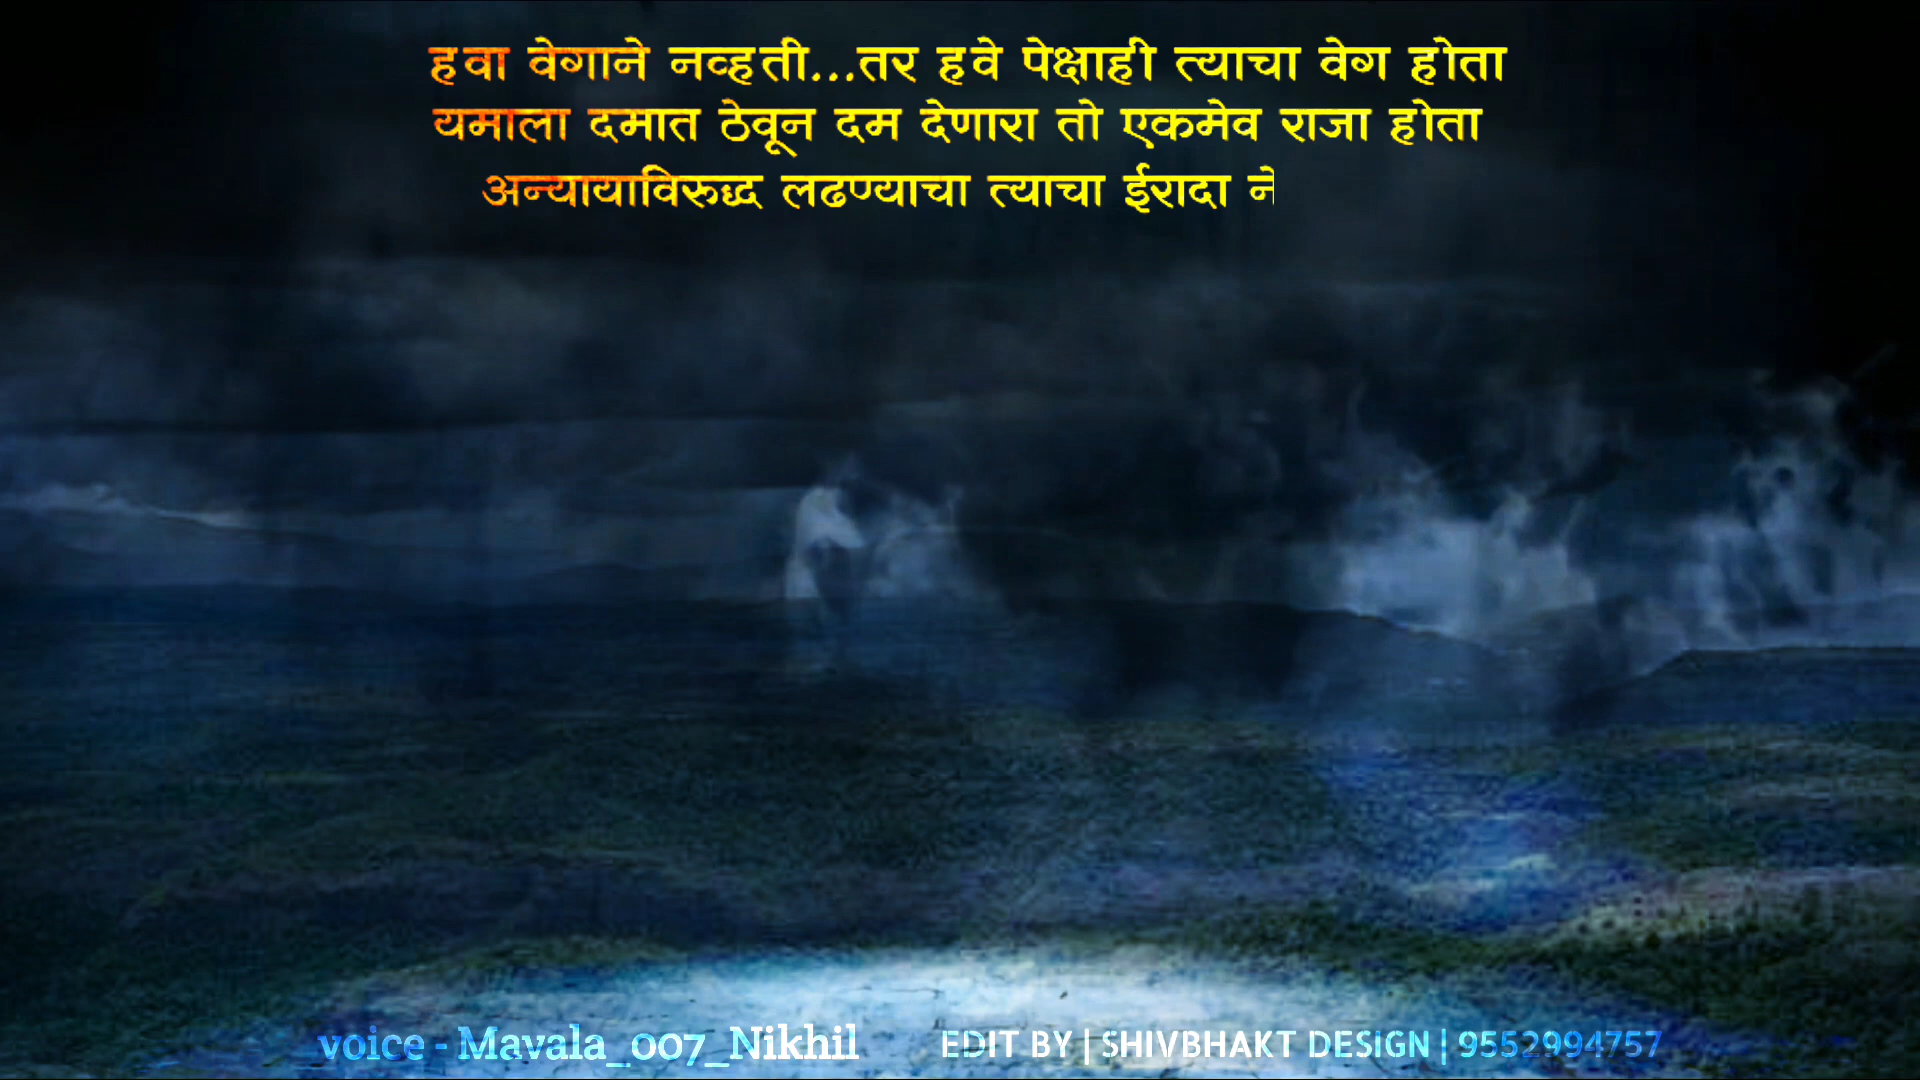 हवा वेगाने नव्हती...तर हवे पेक्षाही त्याचा वेग होता
यमाला दमात ठेवून दम देणारा तो एकमेव राजा होता
अन्यायाविरुद्ध लढण्याचा त्याचा ईरादा ने
voice - Mavala_007_Nikhil
EDIT BY | SHIVBHAKT DESIGN | 9552994757